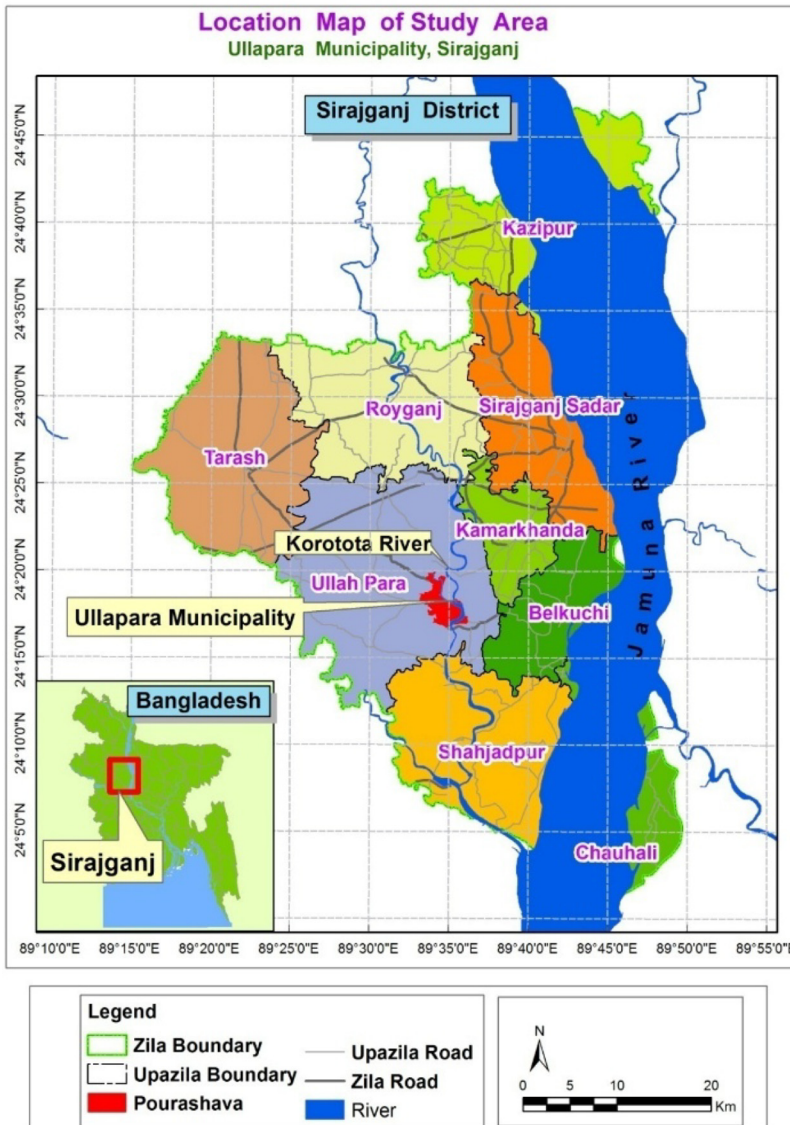 Location Map of Study Area
Ullapara Municipality, Sirajganj
Sirajganj District
24°45'0"N
24°40'0"N
24°35'0"N
24°30'0"N
24°25'0"N
24°20'0"N
24°15'0"N
24°10'0"N
24°5'0"N
Kazipur
Royganj
Sirajganj Sadar
Tarash
Jamuna River
Kamarkhanda
Korotota River
Ullah Para
Ullapara Municipality
Belkuchi
Bangladesh
Shahjadpur
Sirajganj
Chauhali
89°10'0"E 89°15'0"E 89°20'0"E 89°25'0"E 89°30'0"E 89°35'0"E 89°40'0"E 89°45'0"E 89°50'0"E 89°55'0"E
Legend
Zila Boundary
Upazila Boundary
Pourashava
Upazila Road
Zila Road
River
N
0 5 10 20
Km